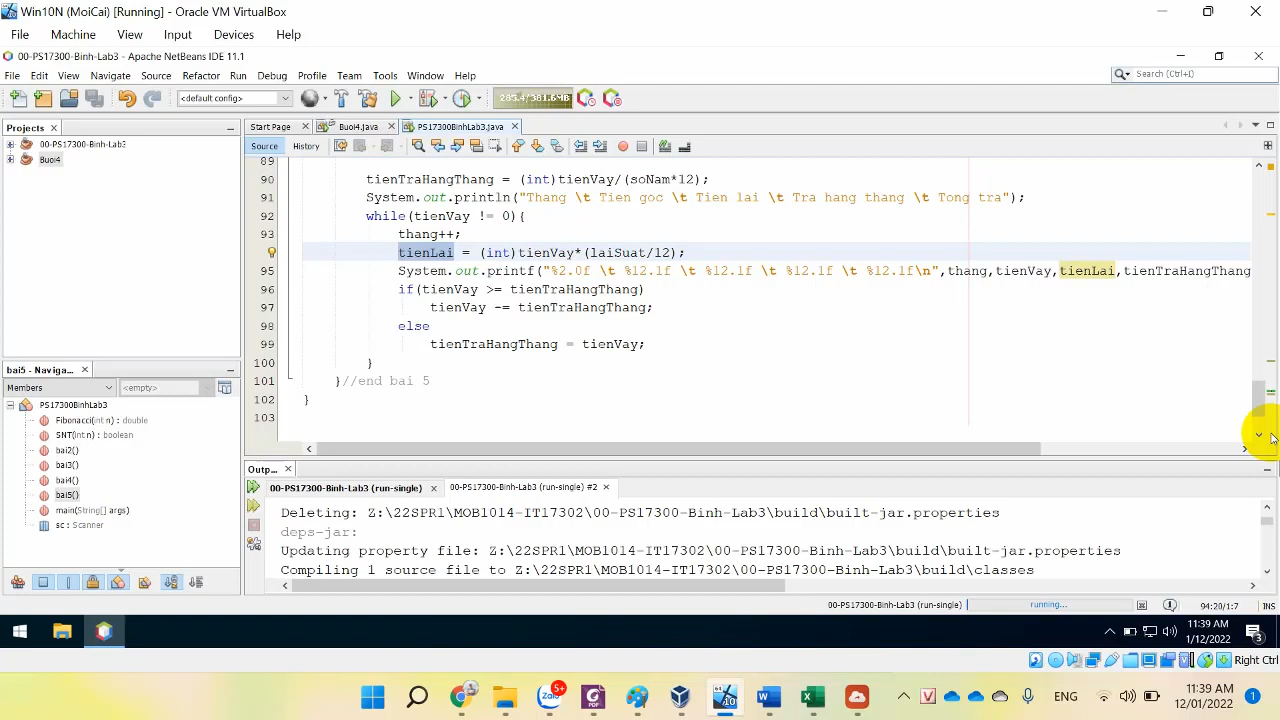 Win10N (MoiCai) [Running] - Oracle VM VirtualBox
File Machine View Input Devices Help
00-PS17300-Binh-Lab3 - Apache NetBeans IDE 11.1
File Edit View Navigate Source Refactor Run Debug Profile Team Tools Window Help
Search (Ctrl+I)
<default config>
285.4/381.6MB
Projects
Start Page Buoi4.java PS17300BinhLab3.java
00-PS17300-Binh-Lab3
Source History
Buoi4
89
90 tienTraHangThang = (int)tienVay/(soNam*12);
91 System.out.println("Thang \t Tien goc \t Tien lai \t Tra hang thang \t Tong tra");
92 while(tienVay != 0){
93 thang++;
tienLai = (int)tienVay*(laiSuat/12);
95 System.out.printf("%2.0f \t %12.1f \t %12.1f \t %12.1f \t %12.1f\n",thang,tienVay,tienLai,tienTraHangThang
96 if(tienVay >= tienTraHangThang)
97 tienVay -= tienTraHangThang;
98 else
99 tienTraHangThang = tienVay;
100 }
101 }//end bai 5
102 }
103
bai5 - Naviga...
Members <empty>
PS17300BinhLab3
Fibonacci(int n) : double
SNT(int n) : boolean
bai2()
bai3()
bai4()
bai5()
main(String[] args)
sc : Scanner
Outp...
00-PS17300-Binh-Lab3 (run-single) 00-PS17300-Binh-Lab3 (run-single) #2
Deleting: Z:\22SPR1\MOB1014-IT17302\00-PS17300-Binh-Lab3\build\built-jar.properties
deps-jar:
Updating property file: Z:\22SPR1\MOB1014-IT17302\00-PS17300-Binh-Lab3\build\built-jar.properties
Compiling 1 source file to Z:\22SPR1\MOB1014-IT17302\00-PS17300-Binh-Lab3\build\classes
00-PS17300-Binh-Lab3 (run-single) running... 94:20/1:7 INS
11:39 AM
1/12/2022
3
Right Ctrl
5+
10
PDF
ENG
11:39 AM
12/01/2022
1